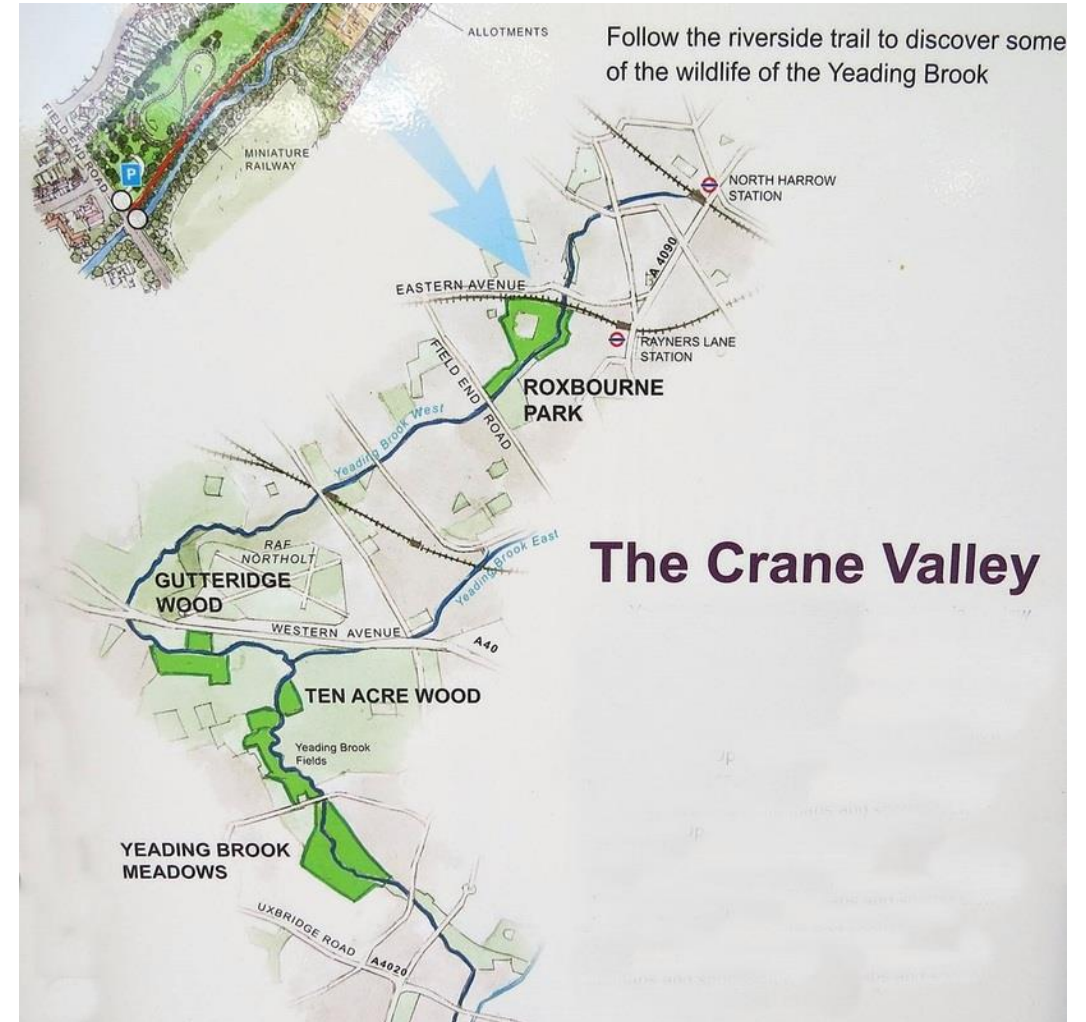 ALLOTMENTS
Follow the riverside trail to discover some
of the wildlife of the Yeading Brook
FIELD END ROAD
MINIATURE
RAILWAY
P
NORTH HARROW
STATION
A 4090
EASTERN AVENUE
RAYNERS LANE
STATION
FIELD END ROAD
ROXBOURNE
PARK
Yeading Brook West
RAF
NORTHOLT
Yeading Brook East
The Crane Valley
GUTTERIDGE
WOOD
WESTERN AVENUE
A40
TEN ACRE WOOD
Yeading Brook
Fields
YEADING BROOK
MEADOWS
UXBRIDGE ROAD
A4020